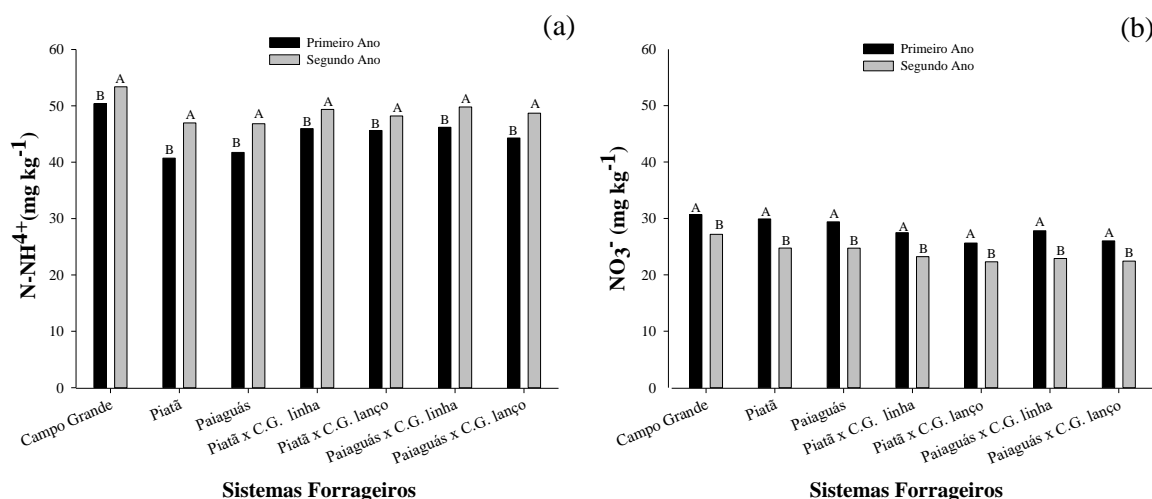 (a)
Primeiro Ano
Segundo Ano
60
50
40
30
20
10
0
N-NH4+(mg kg-1)
B A
B A
B A
B A
B A
B A
B A
Campo Grande
Piatã
Paiaguás
Piatã x C.G. linha
Piatã x C.G. lanço
Paiaguás x C.G. linha
Paiaguás x C.G. lanço
Sistemas Forrageiros
(b)
Primeiro Ano
Segundo Ano
60
50
40
30
20
10
0
NO3- (mg kg-1)
A B
A B
A B
A B
A B
A B
A B
Campo Grande
Piatã
Paiaguás
Piatã x C.G. linha
Piatã x C.G. lanço
Paiaguás x C.G. linha
Paiaguás x C.G. lanço
Sistemas Forrageiros